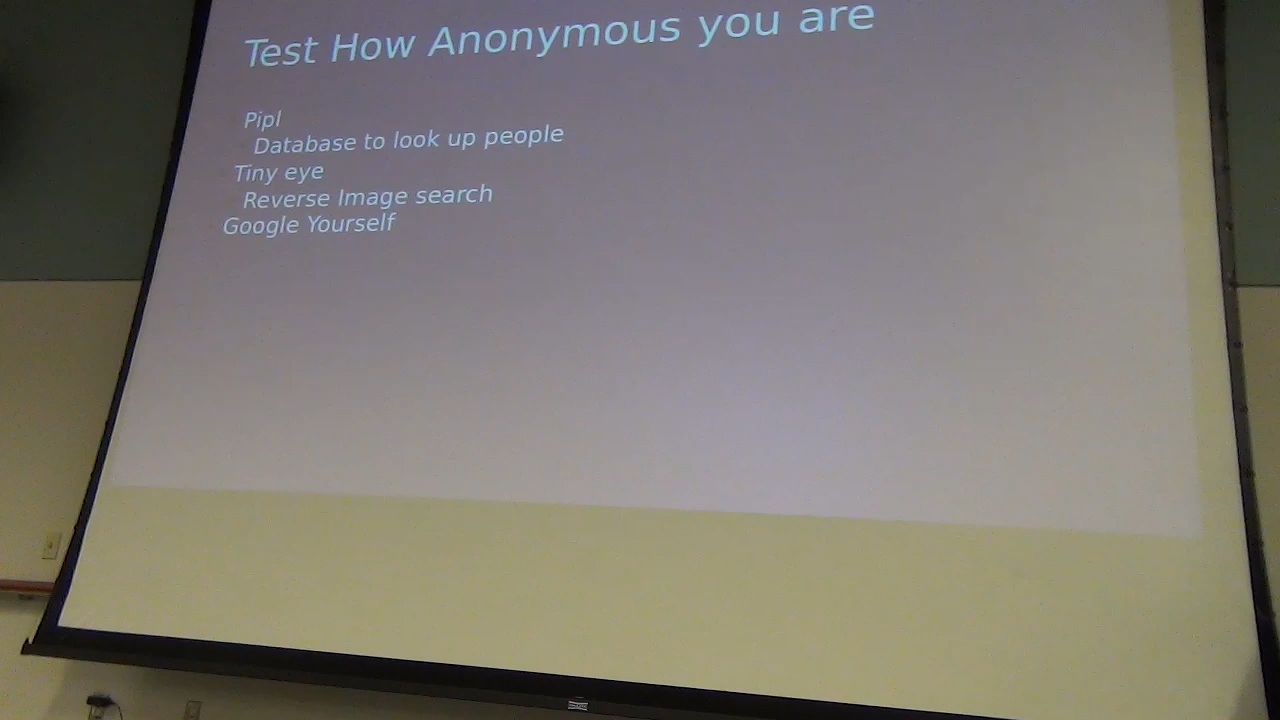 Test How Anonymous you are
Pipl
Database to look up people
Tiny eye
Reverse Image search
Google Yourself